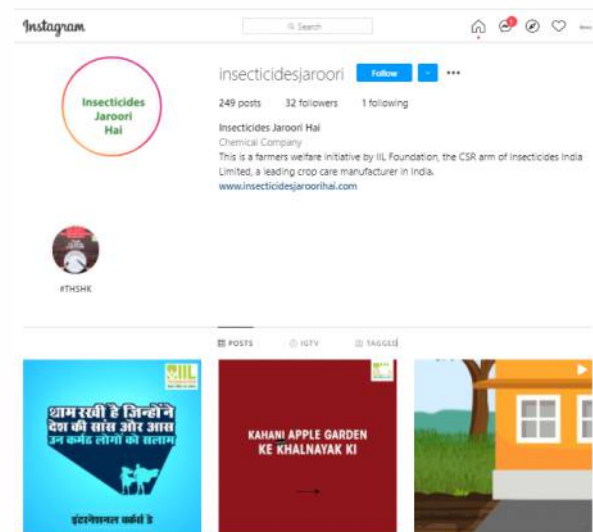 Instagram
Search
Insecticides
Jaroori
Hai
insecticidesjaroori Follow
249 posts 32 followers 1 following
Insecticides Jaroori Hai
Chemical Company
This is a farmers welfare initiative by IIL Foundation, the CSR arm of Insecticides India
Limited, a leading crop care manufacturer in India.
www.insecticidesjaroorihai.com
#THSHK
POSTS IGTV TAGGED
IIL
थाम रखी है जिन्होंने
देश की सांस और आस
उन कर्मठ लोगों को सलाम
इंटरनेशनल वर्कर्स डे
KAHANI APPLE GARDEN
KE KHALNAYAK KI